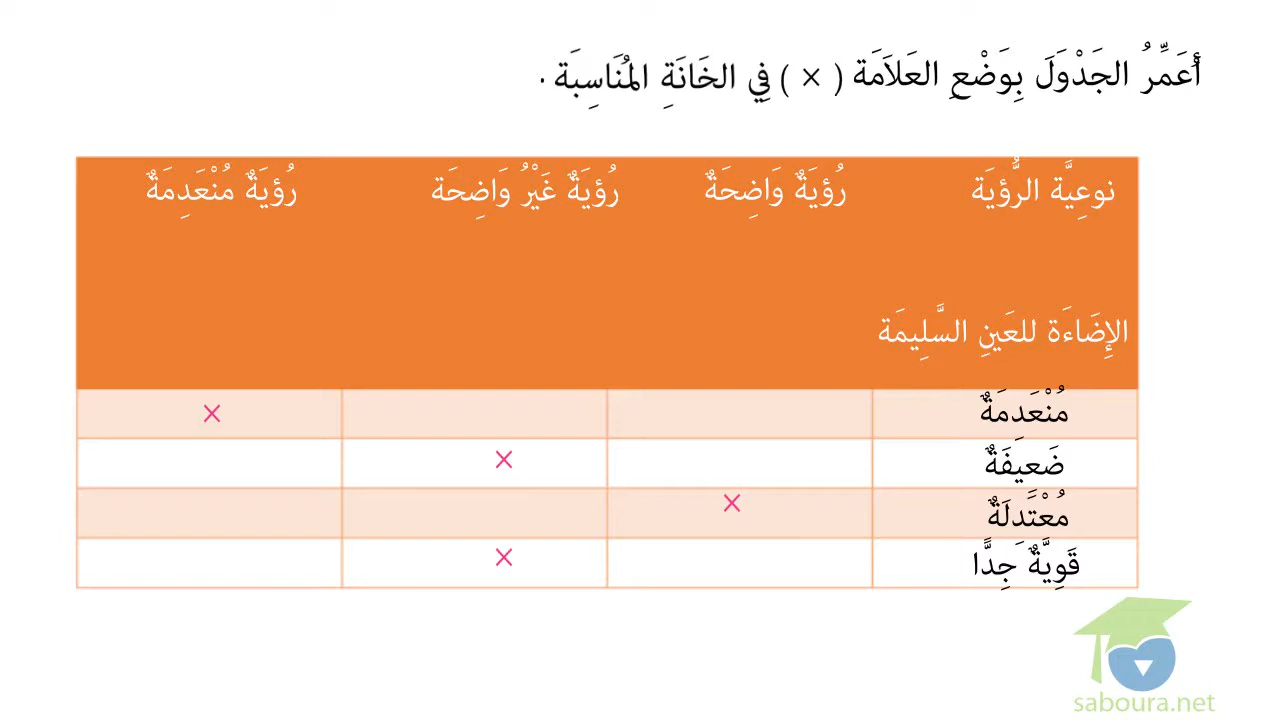 أُعَمِّرُ الجَدْوَلَ بِوَضْعِ العَلاَمَة ( × ) فِي الخَانَةِ المُنَاسِبَة .
نوعِيَّة الرُّؤيَة رُؤيَةٌ وَاضِحَةٌ رُؤيَةٌ غَيْرُ وَاضِحَة رُؤيَةٌ مُنْعَدِمَةٌ
الإِضَاءَة للعَينِ السَّلِيمَة
مُنْعَدِمَةٌ ×
ضَعِيفَةٌ ×
مُعْتَدِلَةٌ ×
قَوِيَّةٌ جِدًّا ×
saboura.net